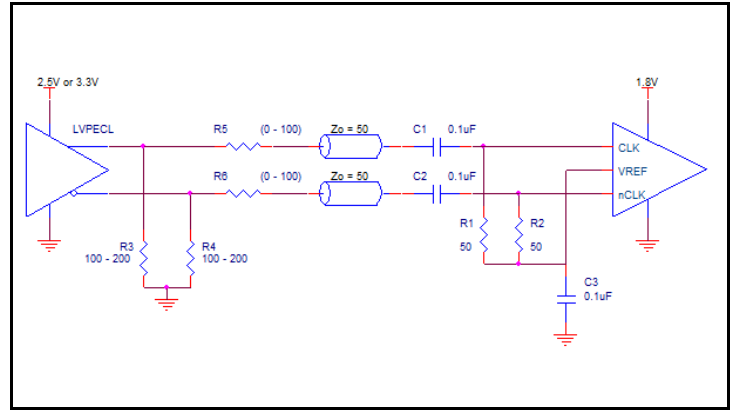 2.5V or 3.3V
1.8V
LVPECL
R5 (0 - 100) Zo = 50 C1 0.1uF
CLK
VREF
R6 (0 - 100) Zo = 50 C2 0.1uF
nCLK
R1 R2
50 50
R3 R4
100 - 200 100 - 200
C3
0.1uF